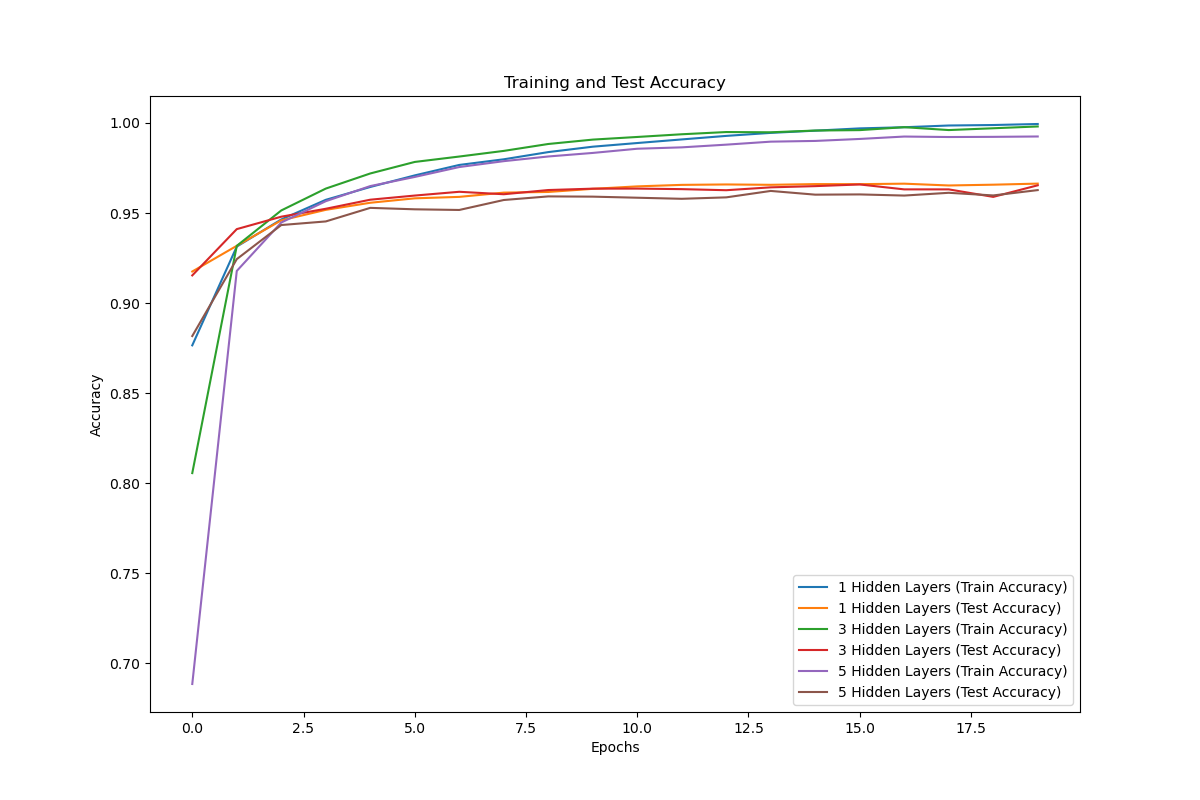 Training and Test Accuracy
1.00
0.95
0.90
0.85
0.80
0.75
0.70
Accuracy
0.0 2.5 5.0 7.5 10.0 12.5 15.0 17.5
Epochs
1 Hidden Layers (Train Accuracy)
1 Hidden Layers (Test Accuracy)
3 Hidden Layers (Train Accuracy)
3 Hidden Layers (Test Accuracy)
5 Hidden Layers (Train Accuracy)
5 Hidden Layers (Test Accuracy)